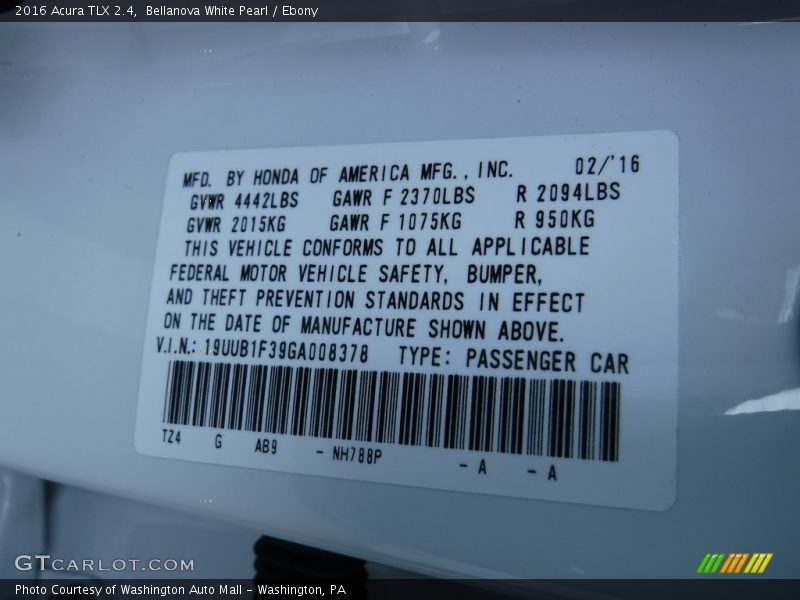 2016 Acura TLX 2.4, Bellanova White Pearl / Ebony
MFD. BY HONDA OF AMERICA MFG., INC. 02/'16
GVWR 4442LBS GAWR F 2370LBS R 2094LBS
GVWR 2015KG GAWR F 1075KG R 950KG
THIS VEHICLE CONFORMS TO ALL APPLICABLE
FEDERAL MOTOR VEHICLE SAFETY, BUMPER,
AND THEFT PREVENTION STANDARDS IN EFFECT
ON THE DATE OF MANUFACTURE SHOWN ABOVE.
V.I.N.: 19UUB1F39GA008378 TYPE: PASSENGER CAR
TZ4 G AB9 - NH788P - A - A
GTCARLOT.COM
Photo Courtesy of Washington Auto Mall - Washington, PA